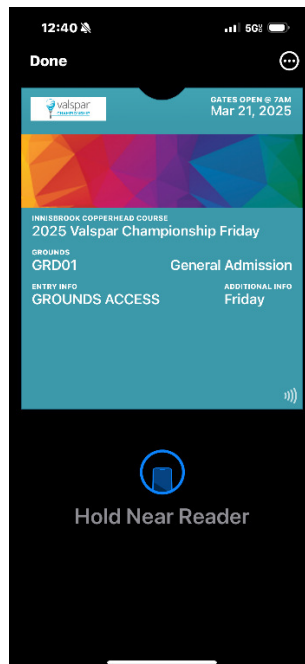 12:40
5G
Done
valspar
GATES OPEN @ 7AM
Mar 21, 2025
INNISBROOK COPPERHEAD COURSE
2025 Valspar Championship Friday
GROUNDS
GRD01
General Admission
ENTRY INFO
GROUNDS ACCESS
ADDITIONAL INFO
Friday
Hold Near Reader